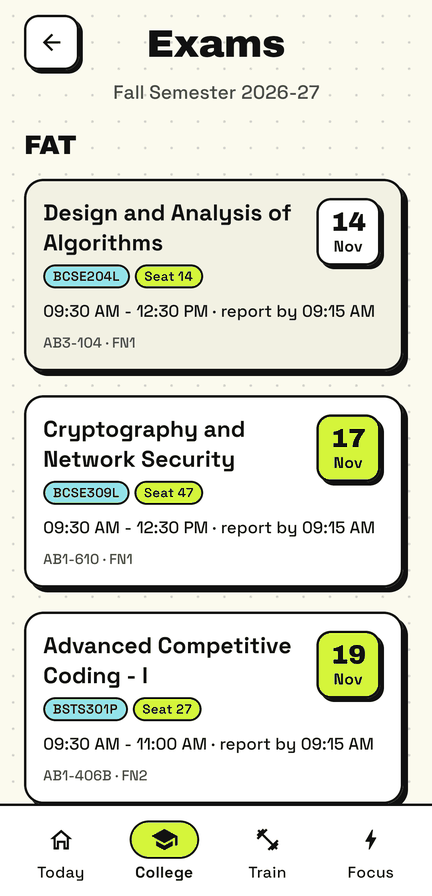 Exams
Fall Semester 2026-27
FAT
Design and Analysis of
Algorithms
14
Nov
BCSE204L
Seat 14
09:30 AM - 12:30 PM · report by 09:15 AM
AB3-104 · FN1
Cryptography and
Network Security
17
Nov
BCSE309L
Seat 47
09:30 AM - 12:30 PM · report by 09:15 AM
AB1-610 · FN1
Advanced Competitive
Coding - I
19
Nov
BSTS301P
Seat 27
09:30 AM - 11:00 AM · report by 09:15 AM
AB1-406B · FN2
Today
College
Train
Focus